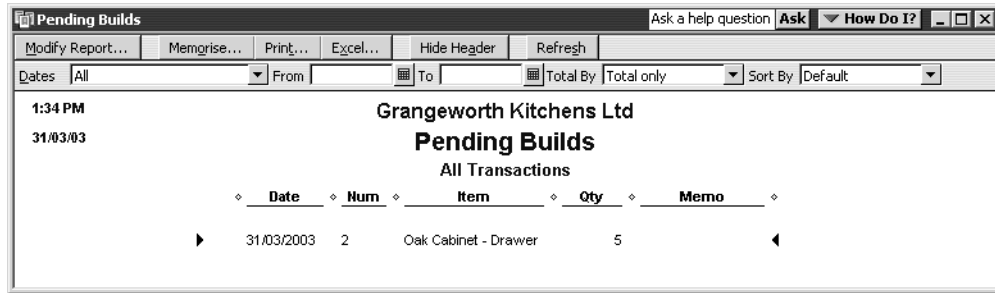 Pending Builds Ask a help question Ask How Do I?
Modify Report... Memorise... Print... Excel... Hide Header Refresh
Dates All From To Total By Total only Sort By Default
1:34 PM Grangeworth Kitchens Ltd
31/03/03 Pending Builds
All Transactions
Date Num Item Qty Memo
31/03/2003 2 Oak Cabinet - Drawer 5